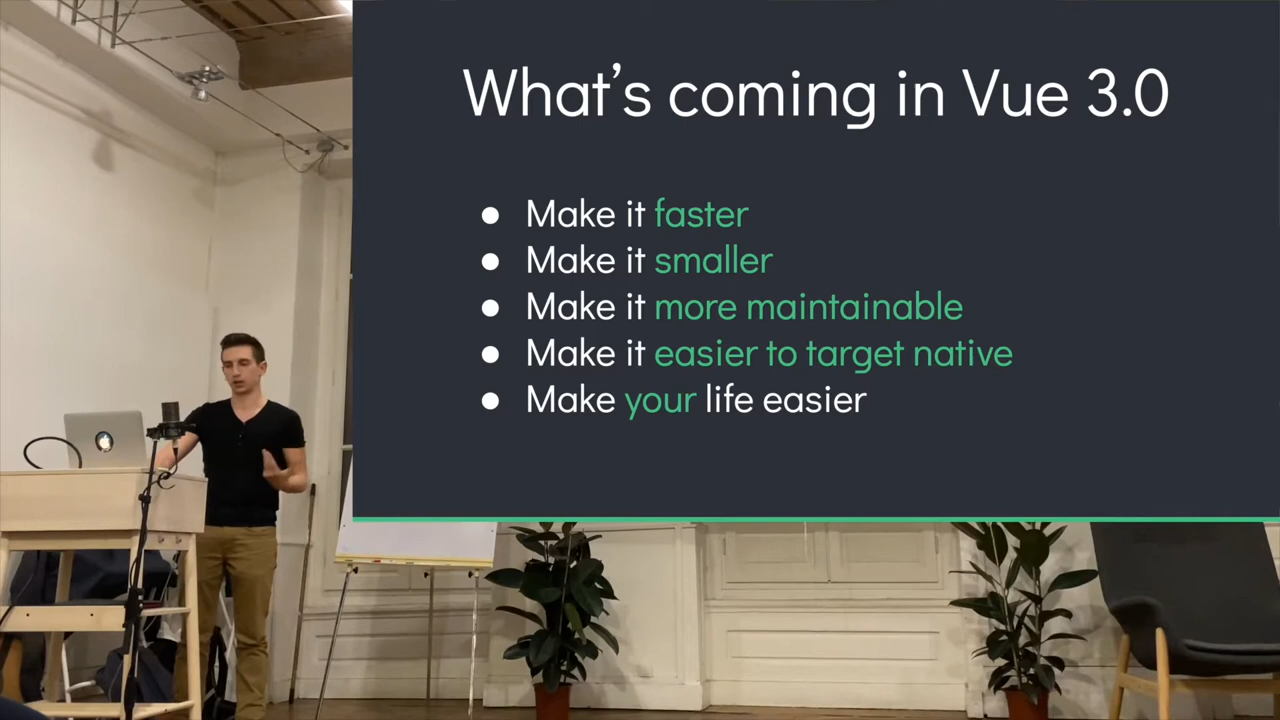 What's coming in Vue 3.0
● Make it faster
● Make it smaller
● Make it more maintainable
● Make it easier to target native
● Make your life easier